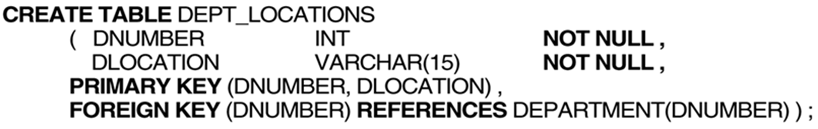 CREATE TABLE DEPT_LOCATIONS
( DNUMBER INT NOT NULL ,
DLOCATION VARCHAR(15) NOT NULL ,
PRIMARY KEY (DNUMBER, DLOCATION) ,
FOREIGN KEY (DNUMBER) REFERENCES DEPARTMENT(DNUMBER) ) ;